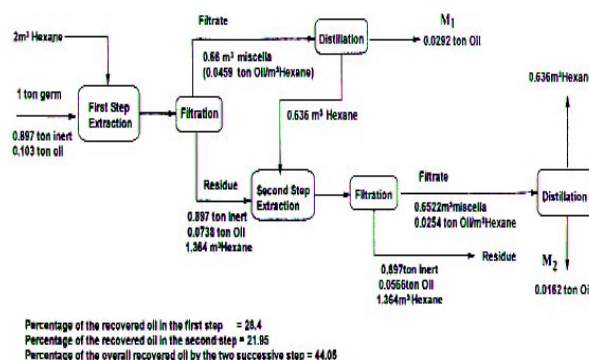 Filtrate
M1
2m³ Hexane
0.66 m³ miscella
(0.0459 ton Oil/m³Hexane)
Distillation
0.0292 ton Oil
1 ton germ
0.897 ton inert
0.103 ton oil
First Step
Extraction
Filtration
0.636 m³ Hexane
0.636m³Hexane
Residue
0.897 ton Inert
0.0738 ton Oil
1.364 m³Hexane
Second Step
Extraction
Filtration
Filtrate
0.6522m³miscella
0.0254 ton Oil/m³Hexane
Distillation
Residue
0.897ton Inert
0.0566ton Oil
1.364m³Hexane
M2
0.0162 ton Oil
Percentage of the recovered oil in the first step = 28.4
Percentage of the recovered oil in the second step = 21.95
Percentage of the overall recovered oil by the two successive step = 44.05